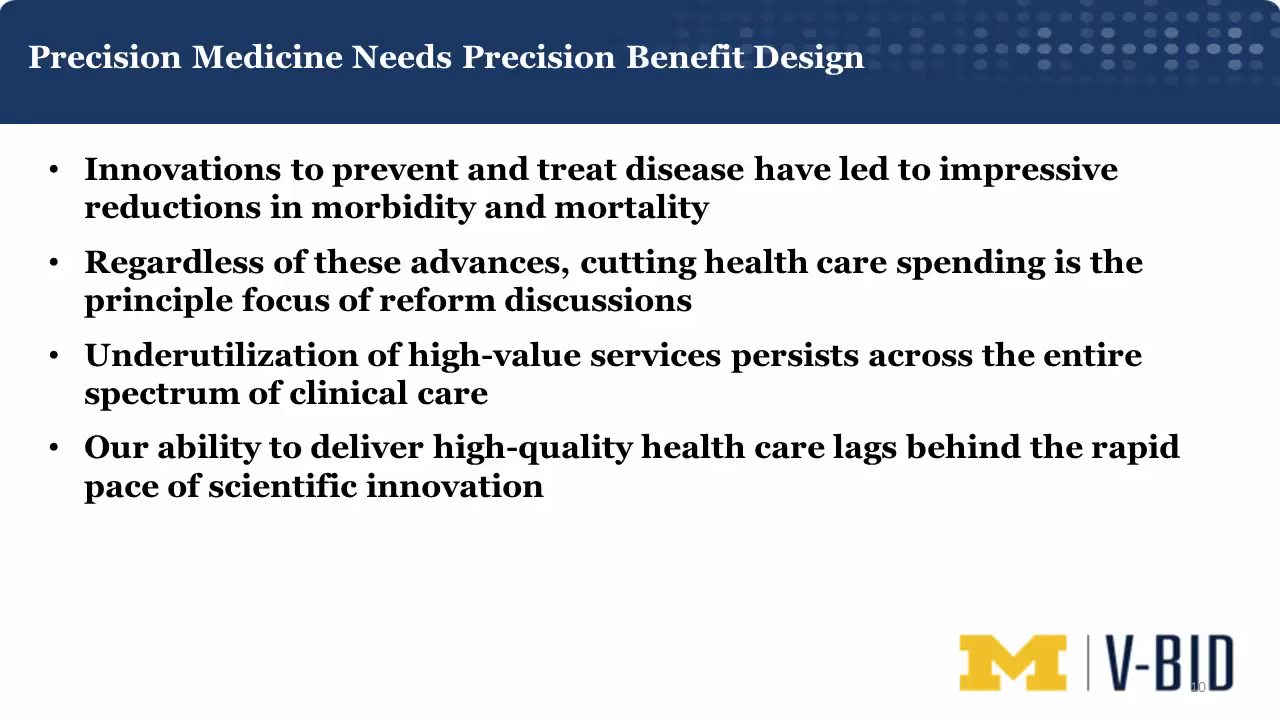 Precision Medicine Needs Precision Benefit Design
• Innovations to prevent and treat disease have led to impressive
reductions in morbidity and mortality
• Regardless of these advances, cutting health care spending is the
principle focus of reform discussions
• Underutilization of high-value services persists across the entire
spectrum of clinical care
• Our ability to deliver high-quality health care lags behind the rapid
pace of scientific innovation
M | V-BID
10